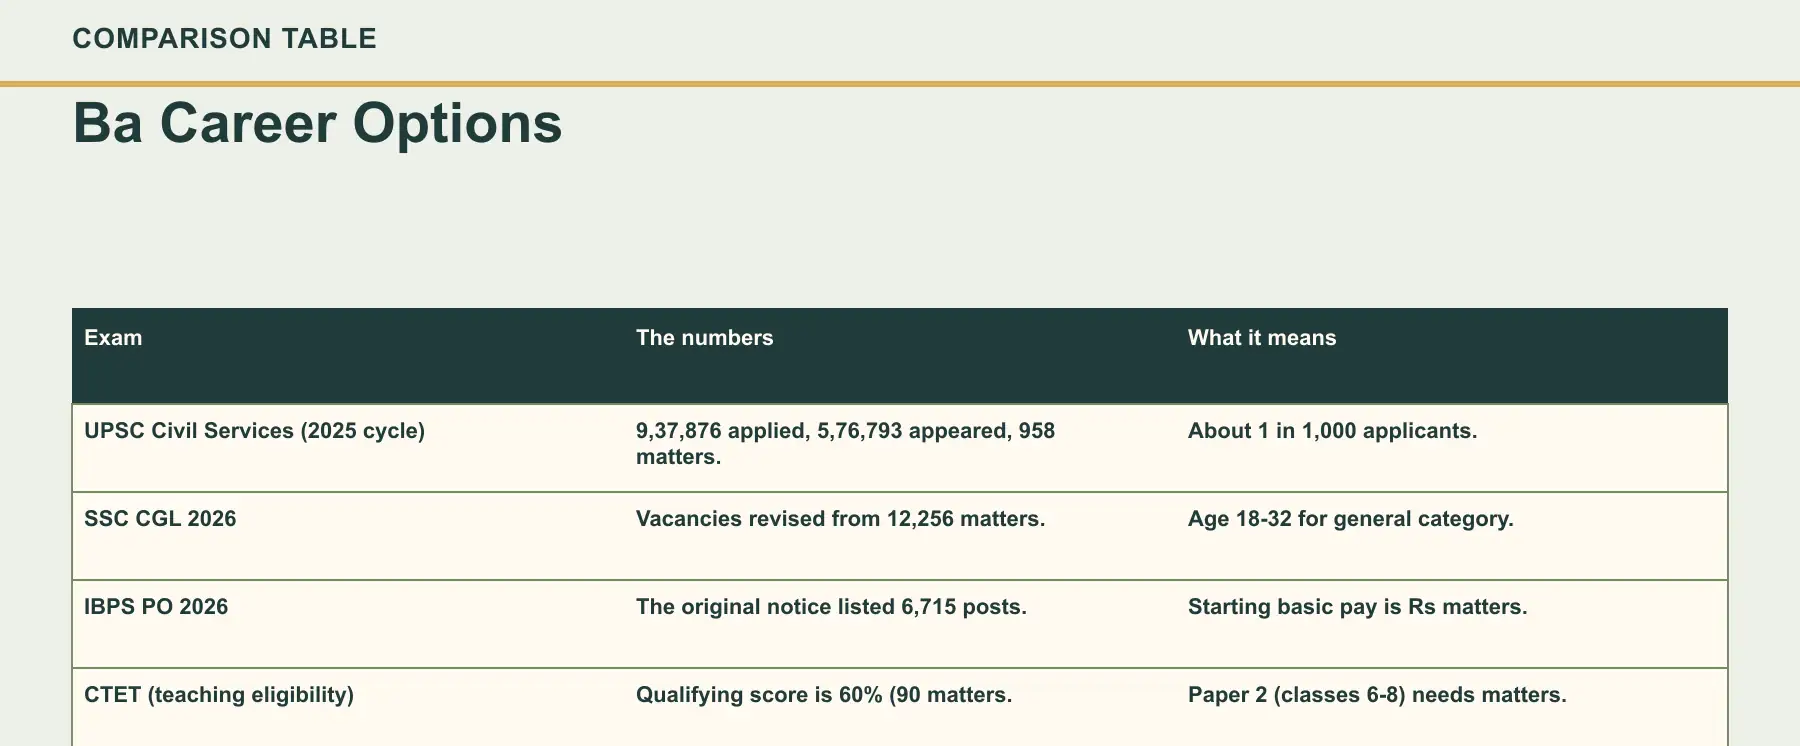 COMPARISON TABLE
Ba Career Options
Exam
The numbers
What it means
UPSC Civil Services (2025 cycle)
9,37,876 applied, 5,76,793 appeared, 958
matters.
About 1 in 1,000 applicants.
SSC CGL 2026
Vacancies revised from 12,256 matters.
Age 18-32 for general category.
IBPS PO 2026
The original notice listed 6,715 posts.
Starting basic pay is Rs matters.
CTET (teaching eligibility)
Qualifying score is 60% (90 matters.
Paper 2 (classes 6-8) needs matters.